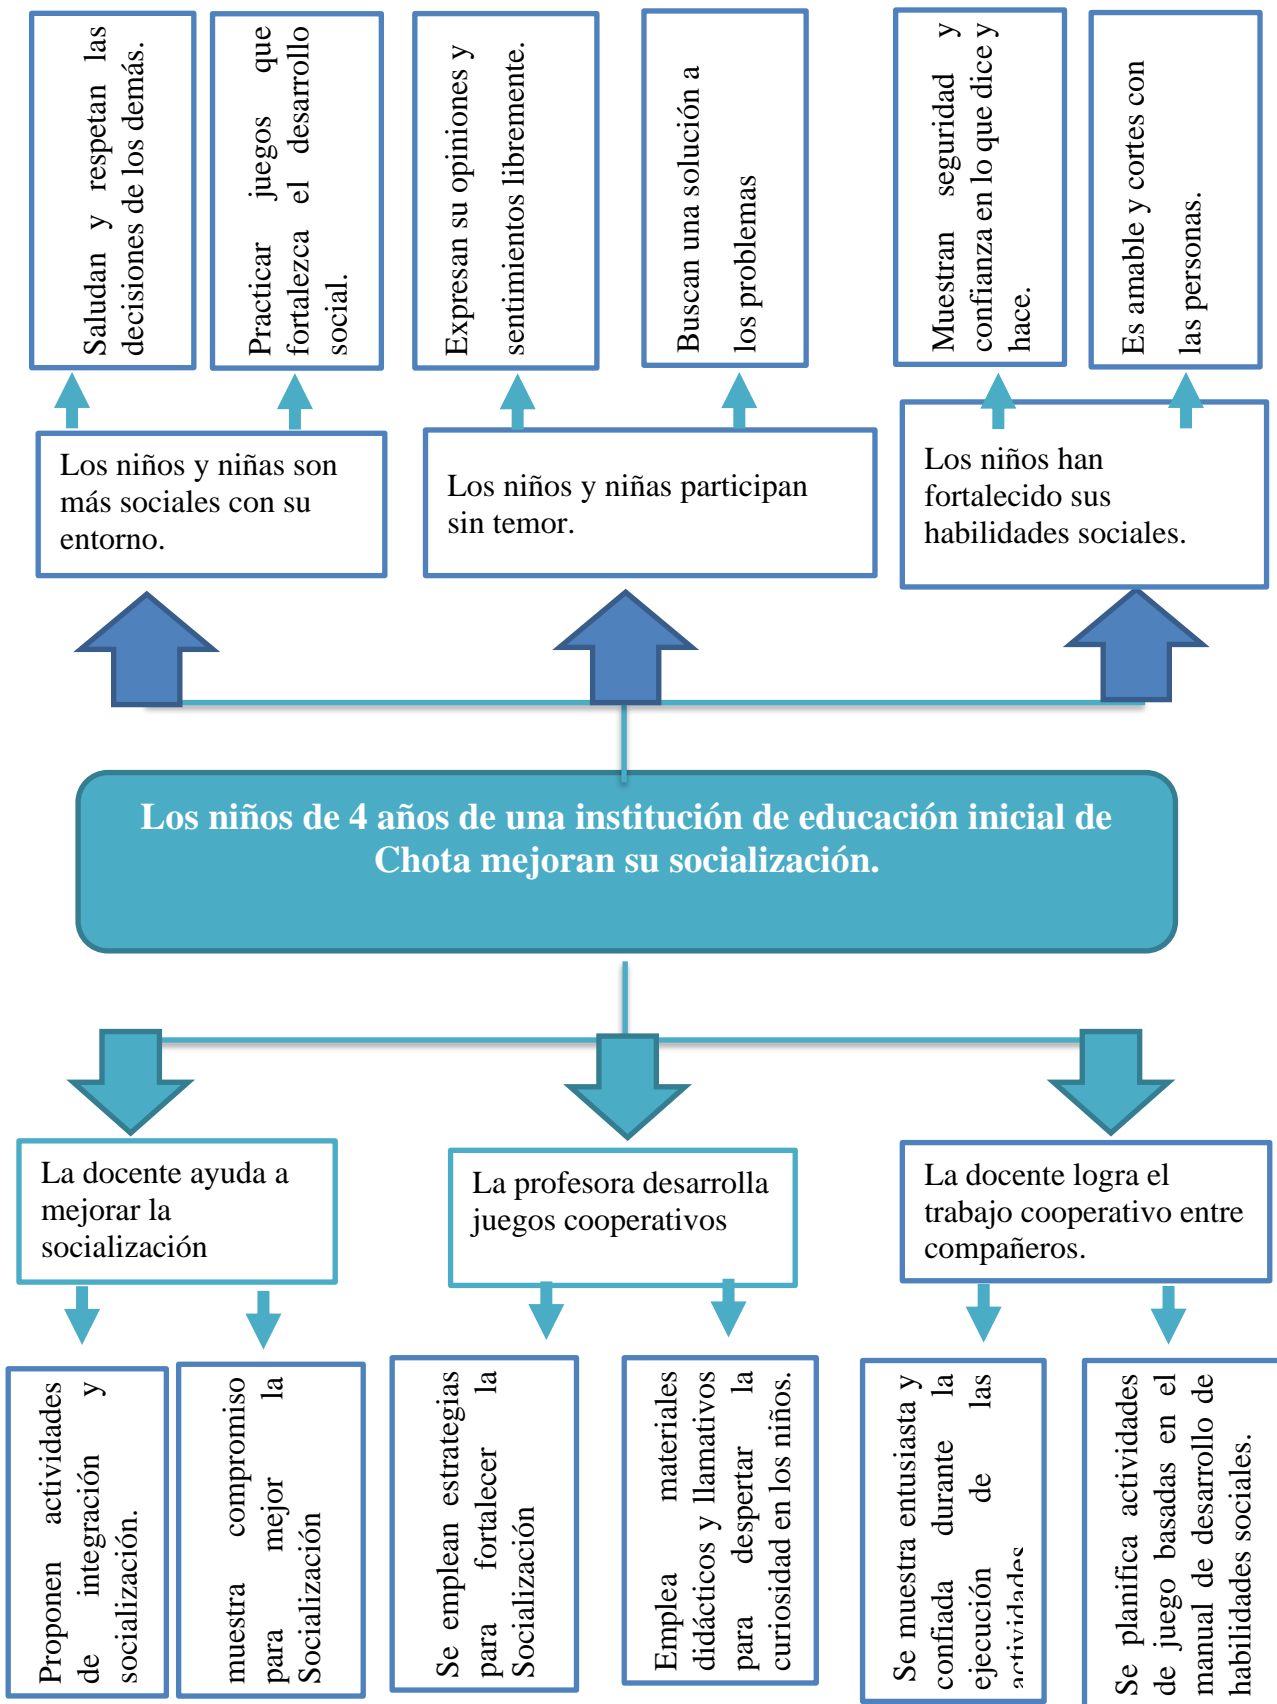 Saludan y respetan las
decisiones de los demás.
Practicar juegos que
fortalezca el desarrollo
social.
Expresan su opiniones y
sentimientos libremente.
Buscan una solución a
los problemas
Muestran seguridad y
confianza en lo que dice y
hace.
Es amable y cortes con
las personas.
Los niños y niñas son
más sociales con su
entorno.
Los niños y niñas participan
sin temor.
Los niños han
fortalecido sus
habilidades sociales.
Los niños de 4 años de una institución de educación inicial de
Chota mejoran su socialización.
La docente ayuda a
mejorar la
socialización
La profesora desarrolla
juegos cooperativos
La docente logra el
trabajo cooperativo entre
compañeros.
Proponen actividades
de integración y
socialización.
muestra compromiso
para mejor la
Socialización
Se emplean estrategias
para fortalecer la
Socialización
Emplea materiales
didácticos y llamativos
para despertar la
curiosidad en los niños.
Se muestra entusiasta y
confiada durante la
ejecución de las
actividades
Se planifica actividades
de juego basadas en el
manual de desarrollo de
habilidades sociales.